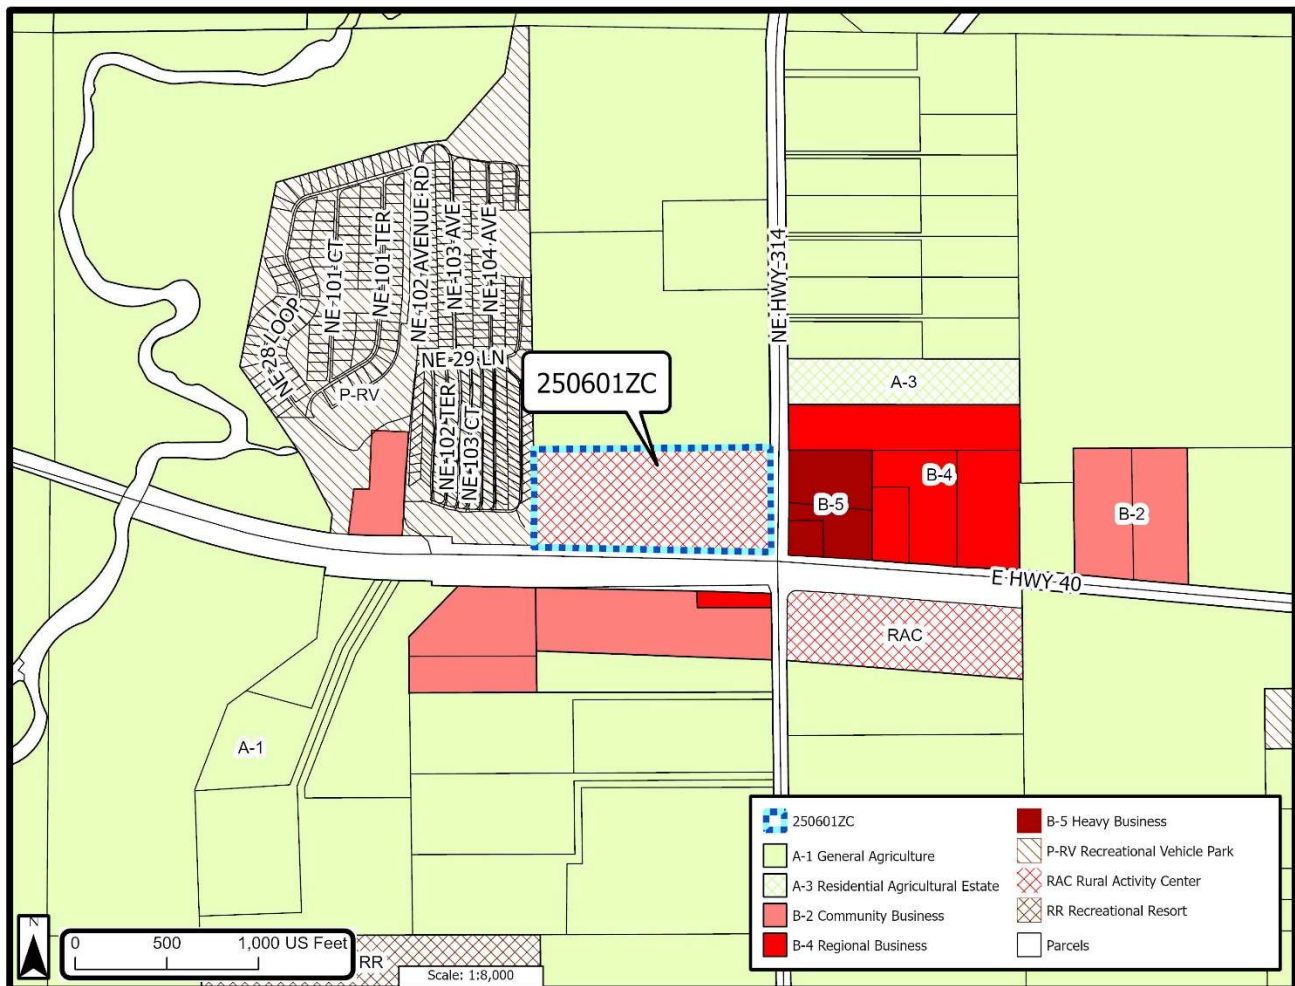 NE 28 LOOP
NE 101 CT
NE 101 TER
NE 102 AVENUE RD
NE 103 AVE
NE 104 AVE
NE HWY 314
NE 29 LN
P-RV
NE 102 TER
NE 103 CT
250601ZC
A-3
B-4
B-5
B-2
E HWY 40
RAC
A-1
RR
N
0 500 1,000 US Feet
Scale: 1:8,000
250601ZC
A-1 General Agriculture
A-3 Residential Agricultural Estate
B-2 Community Business
B-4 Regional Business
B-5 Heavy Business
P-RV Recreational Vehicle Park
RAC Rural Activity Center
RR Recreational Resort
Parcels